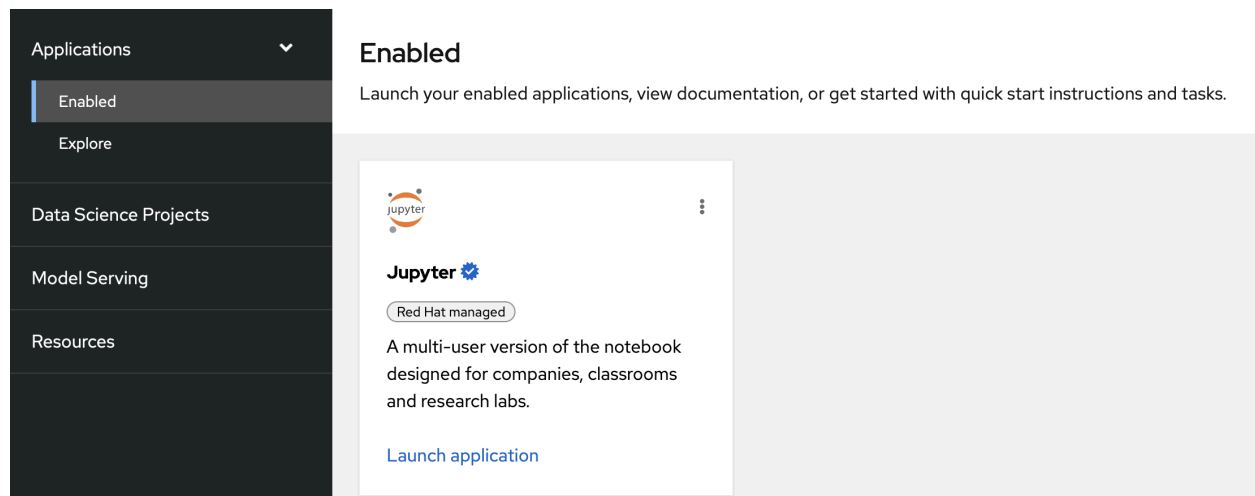 Applications
Enabled
Explore
Data Science Projects
Model Serving
Resources
Enabled
Launch your enabled applications, view documentation, or get started with quick start instructions and tasks.
jupyter
Jupyter
Red Hat managed
A multi-user version of the notebook
designed for companies, classrooms
and research labs.
Launch application